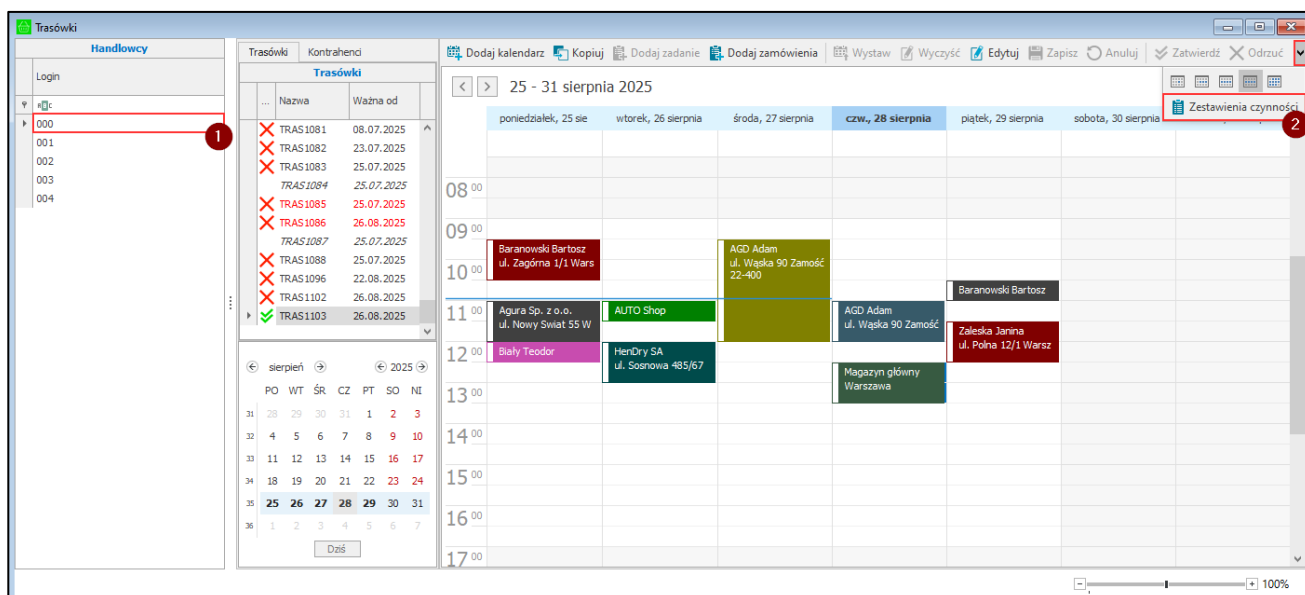 Trasówki
Handlowcy
Login
000
001
002
003
004
1
Trasówki Kontrahenci
Trasówki
... Nazwa Ważna od
TRAS1081 08.07.2025
TRAS1082 23.07.2025
TRAS1083 25.07.2025
TRAS1084 25.07.2025
TRAS1085 25.07.2025
TRAS1086 26.08.2025
TRAS1087 25.07.2025
TRAS1088 25.07.2025
TRAS1096 22.08.2025
TRAS1102 26.08.2025
TRAS1103 26.08.2025
sierpień 2025
PO WT ŚR CZ PT SO NI
31 28 29 30 31 1 2 3
32 4 5 6 7 8 9 10
33 11 12 13 14 15 16 17
34 18 19 20 21 22 23 24
35 25 26 27 28 29 30 31
36 1 2 3 4 5 6 7
Dziś
Dodaj kalendarz Kopiuj Dodaj zadanie Dodaj zamówienia Wystaw Wyczyść Edytuj Zapisz Anuluj Zatwierdź Odrzuć
Zestawienia czynności
2
25 - 31 sierpnia 2025
poniedziałek, 25 sie wtorek, 26 sierpnia środa, 27 sierpnia czw., 28 sierpnia piątek, 29 sierpnia sobota, 30 sierpnia
08 00
09 00
10 00
11 00
12 00
13 00
14 00
15 00
16 00
17 00
Baranowski Bartosz
ul. Zagórna 1/1 Wars
Agura Sp. z o.o.
ul. Nowy Swiat 55 W
Biały Teodor
AUTO Shop
HenDry SA
ul. Sosnowa 485/67
AGD Adam
ul. Wąska 90 Zamość
22-400
AGD Adam
ul. Wąska 90 Zamość
Magazyn główny
Warszawa
Baranowski Bartosz
Zaleska Janina
ul. Polna 12/1 Warsz
100%